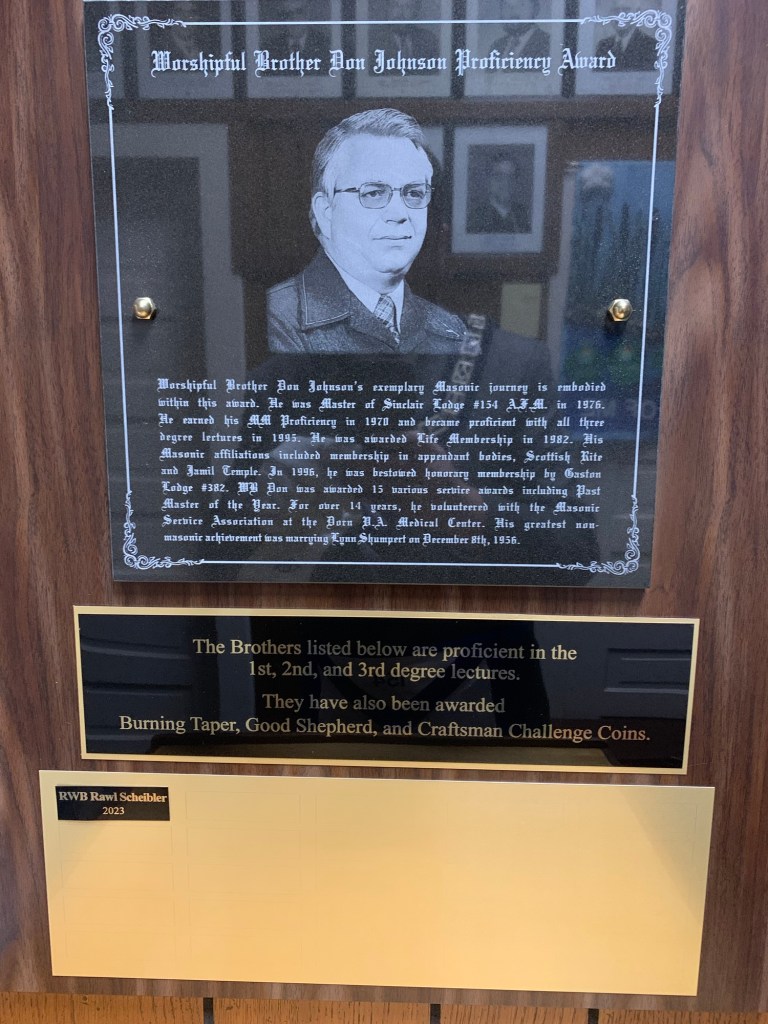 Worshipful Brother Don Johnson Proficiency Award
Worshipful Brother Don Johnson's exemplary Masonic journey is embodied
within this award. He was Master of Sinclair Lodge #154 A.F.M. in 1976.
He earned his MM Proficiency in 1970 and became proficient with all three
degree lectures in 1995. He was awarded Life Membership in 1982. His
Masonic affiliations included membership in appendant bodies, Scottish Rite
and Jamil Temple. In 1996, he was bestowed honorary membership by Gaston
Lodge #382. WB Don was awarded 15 various service awards including Past
Master of the Year. For over 14 years, he volunteered with the Masonic
Service Association at the Dorn V.A. Medical Center. His greatest non-
masonic achievement was marrying Lynn Shumpert on December 8th, 1956.
The Brothers listed below are proficient in the
1st, 2nd, and 3rd degree lectures.
They have also been awarded
Burning Taper, Good Shepherd, and Craftsman Challenge Coins.
RWB Rawl Scheibler
2023